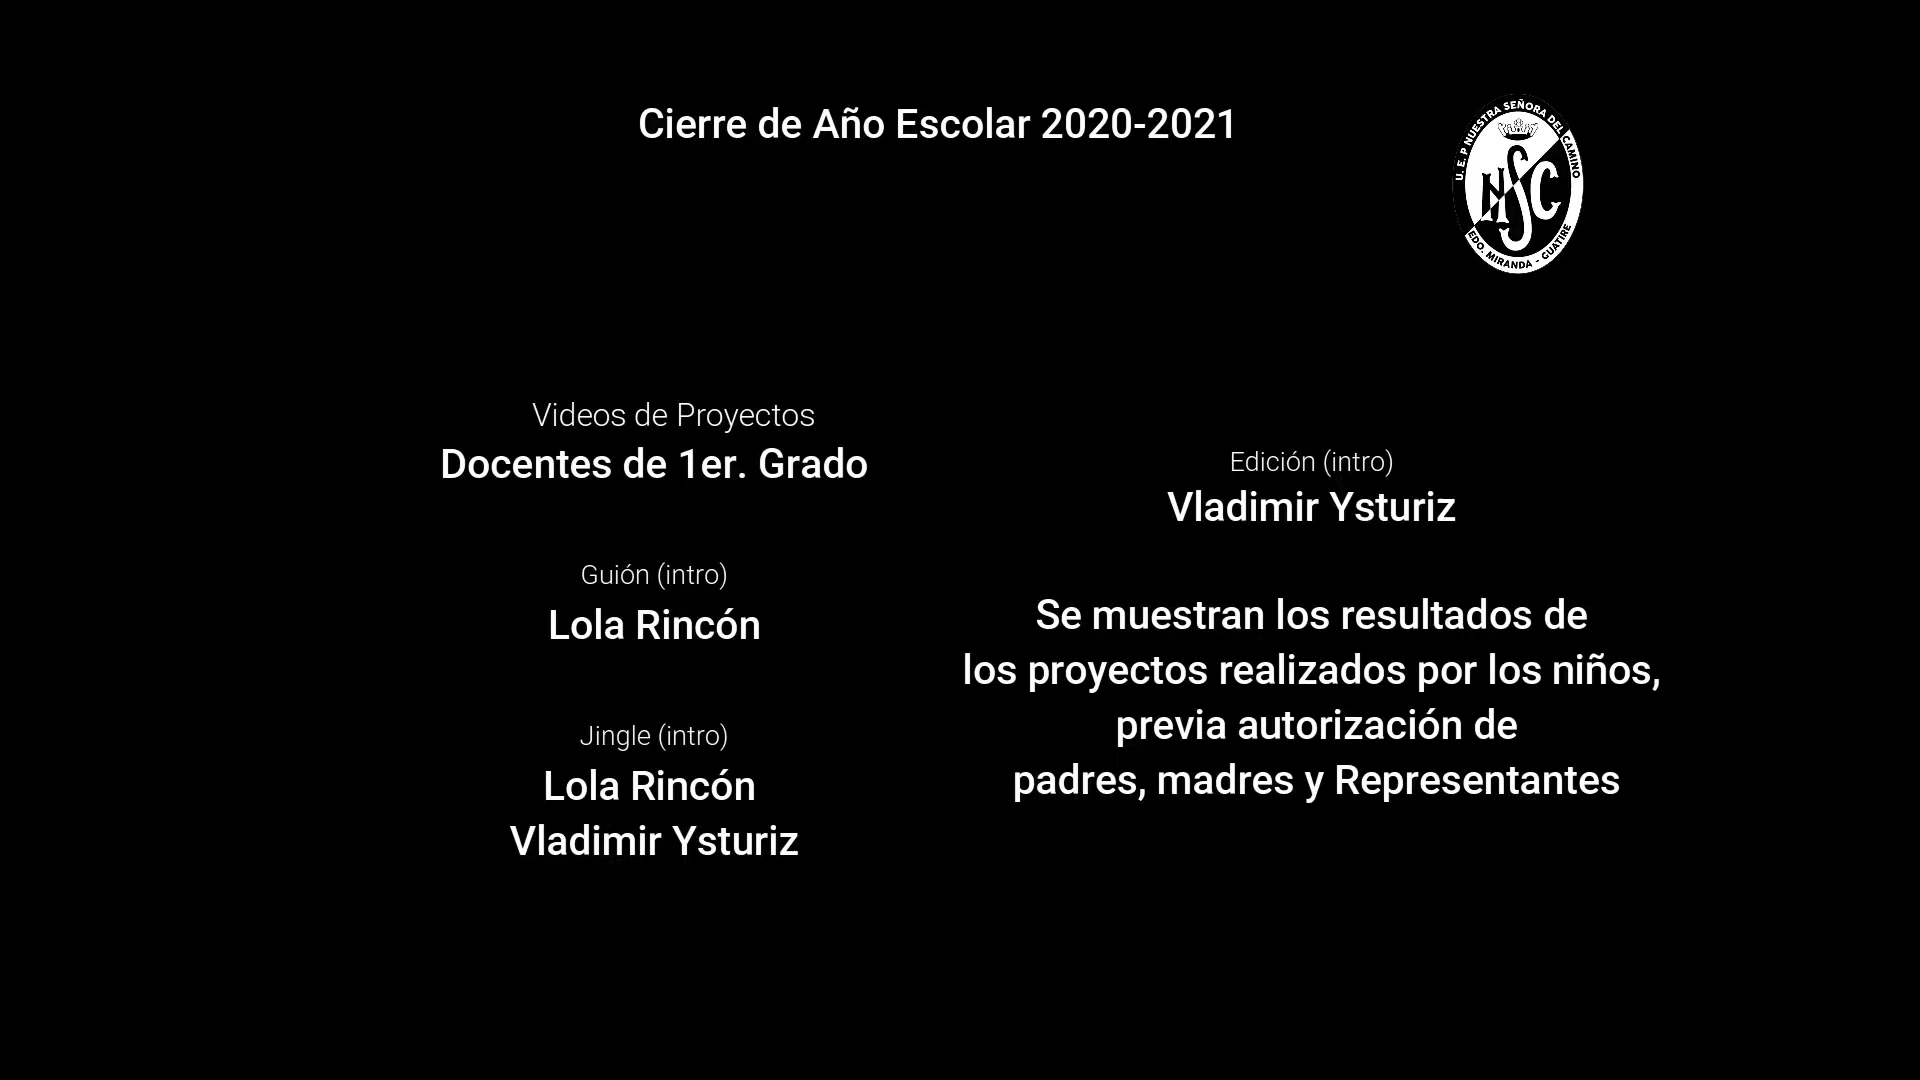 Cierre de Año Escolar 2020-2021
U. E. P NUESTRA SEÑORA DEL CAMINO
NSC
EDO. MIRANDA - GUATIRE
Videos de Proyectos
Docentes de 1er. Grado
Guión (intro)
Lola Rincón
Jingle (intro)
Lola Rincón
Vladimir Ysturiz
Edición (intro)
Vladimir Ysturiz
Se muestran los resultados de
los proyectos realizados por los niños,
previa autorización de
padres, madres y Representantes